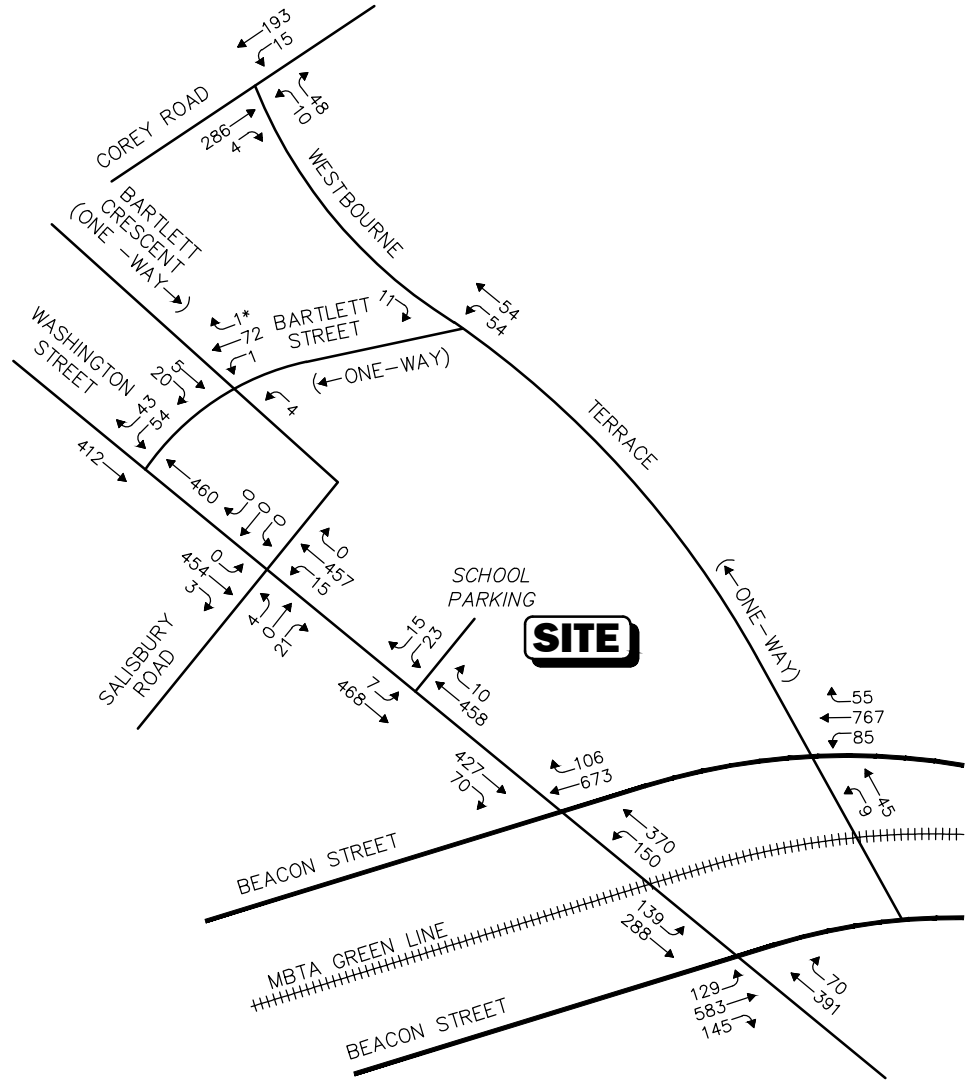 193
15
COREY ROAD
286
4
48
10
WESTBOURNE
TERRACE
(←ONE-WAY)
BARTLETT
CRESCENT
(ONE -WAY→)
1*
72
1
BARTLETT
STREET
11
(←ONE-WAY)
54
54
WASHINGTON
STREET
5
20
43
54
4
412
460
0
0
0
0
457
15
0
454
3
4
0
21
SALISBURY
ROAD
SCHOOL
PARKING
SITE
15
23
7
468
10
458
55
767
85
427
70
106
673
45
9
370
150
BEACON STREET
139
288
MBTA GREEN LINE
129
583
145
70
391
BEACON STREET